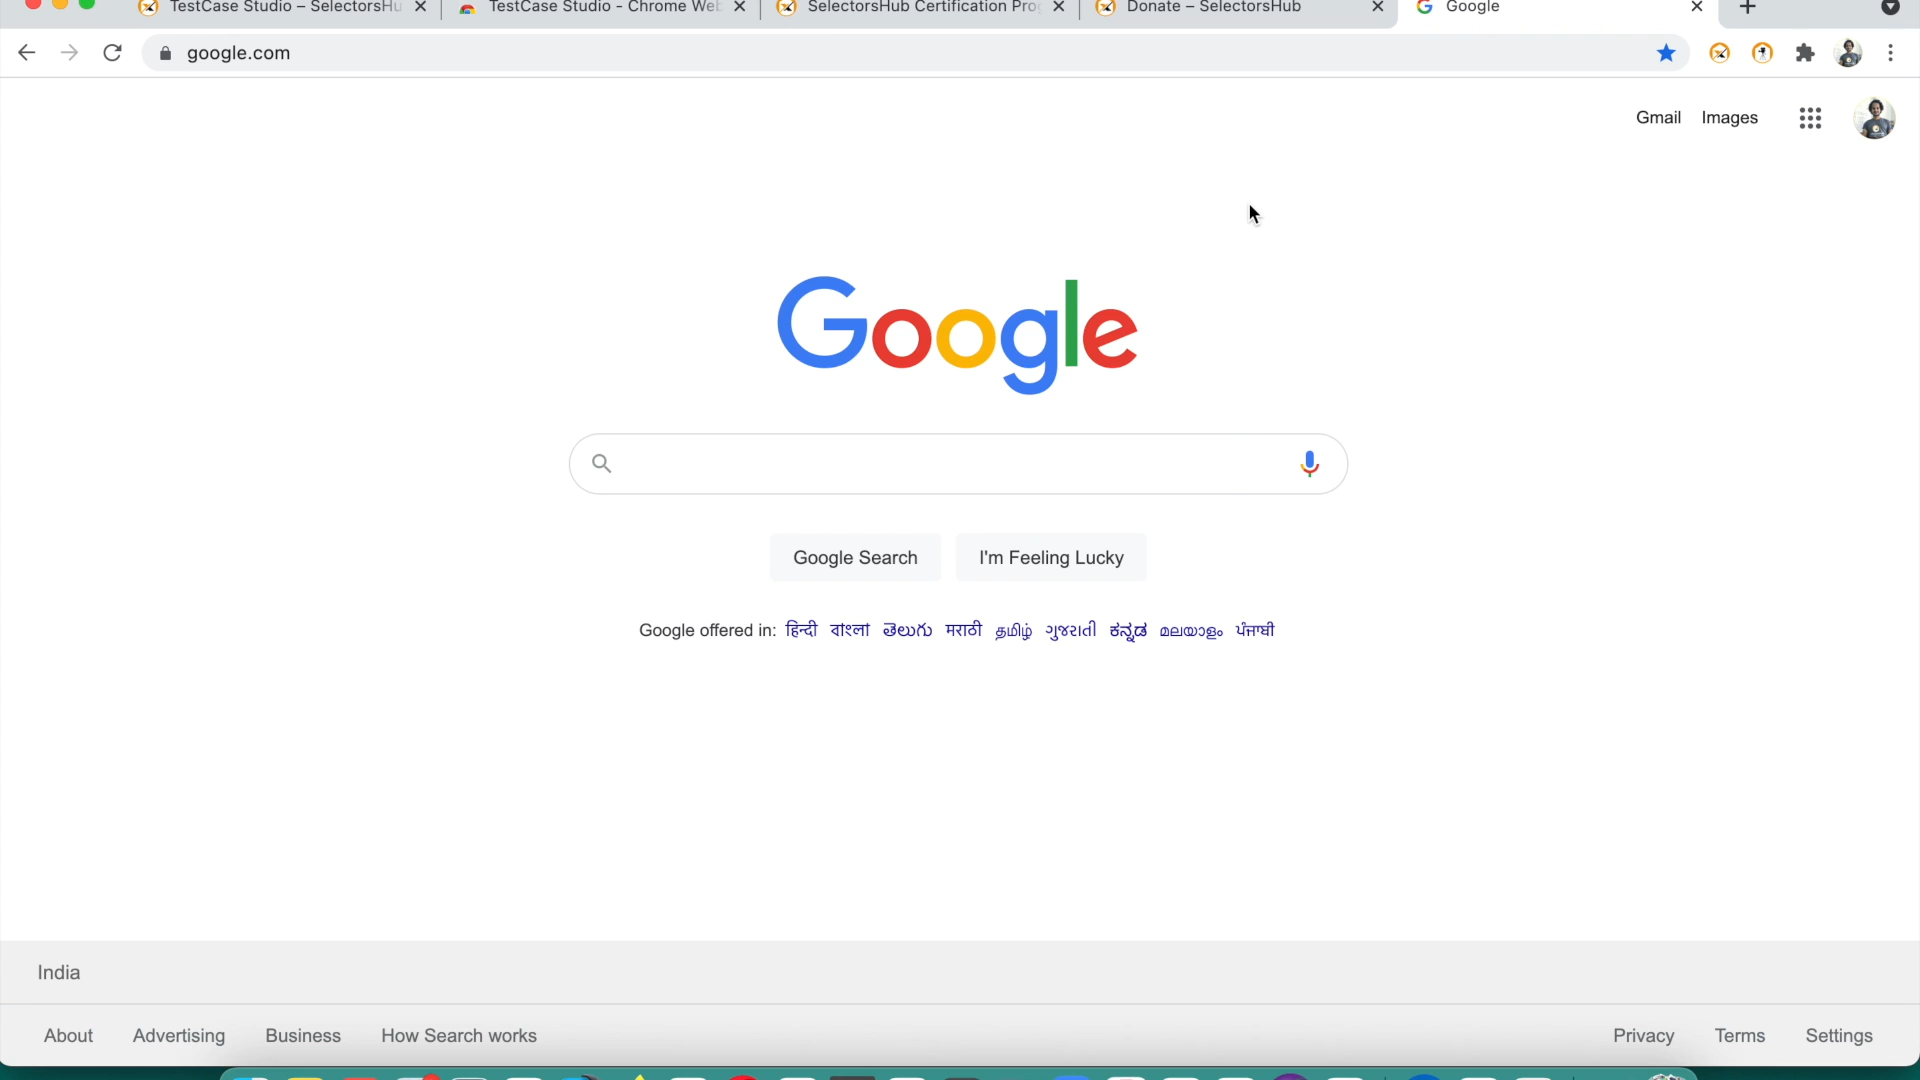 TestCase Studio – SelectorsHu
TestCase Studio - Chrome Web
SelectorsHub Certification Pro
Donate – SelectorsHub
Google
google.com
Gmail Images
Google
Google Search
I'm Feeling Lucky
Google offered in: हिन्दी বাংলা తెలుగు मराठी தமிழ் ગુજરાતી ಕನ್ನಡ മലയാളം ਪੰਜਾਬੀ
India
About Advertising Business How Search works Privacy Terms Settings